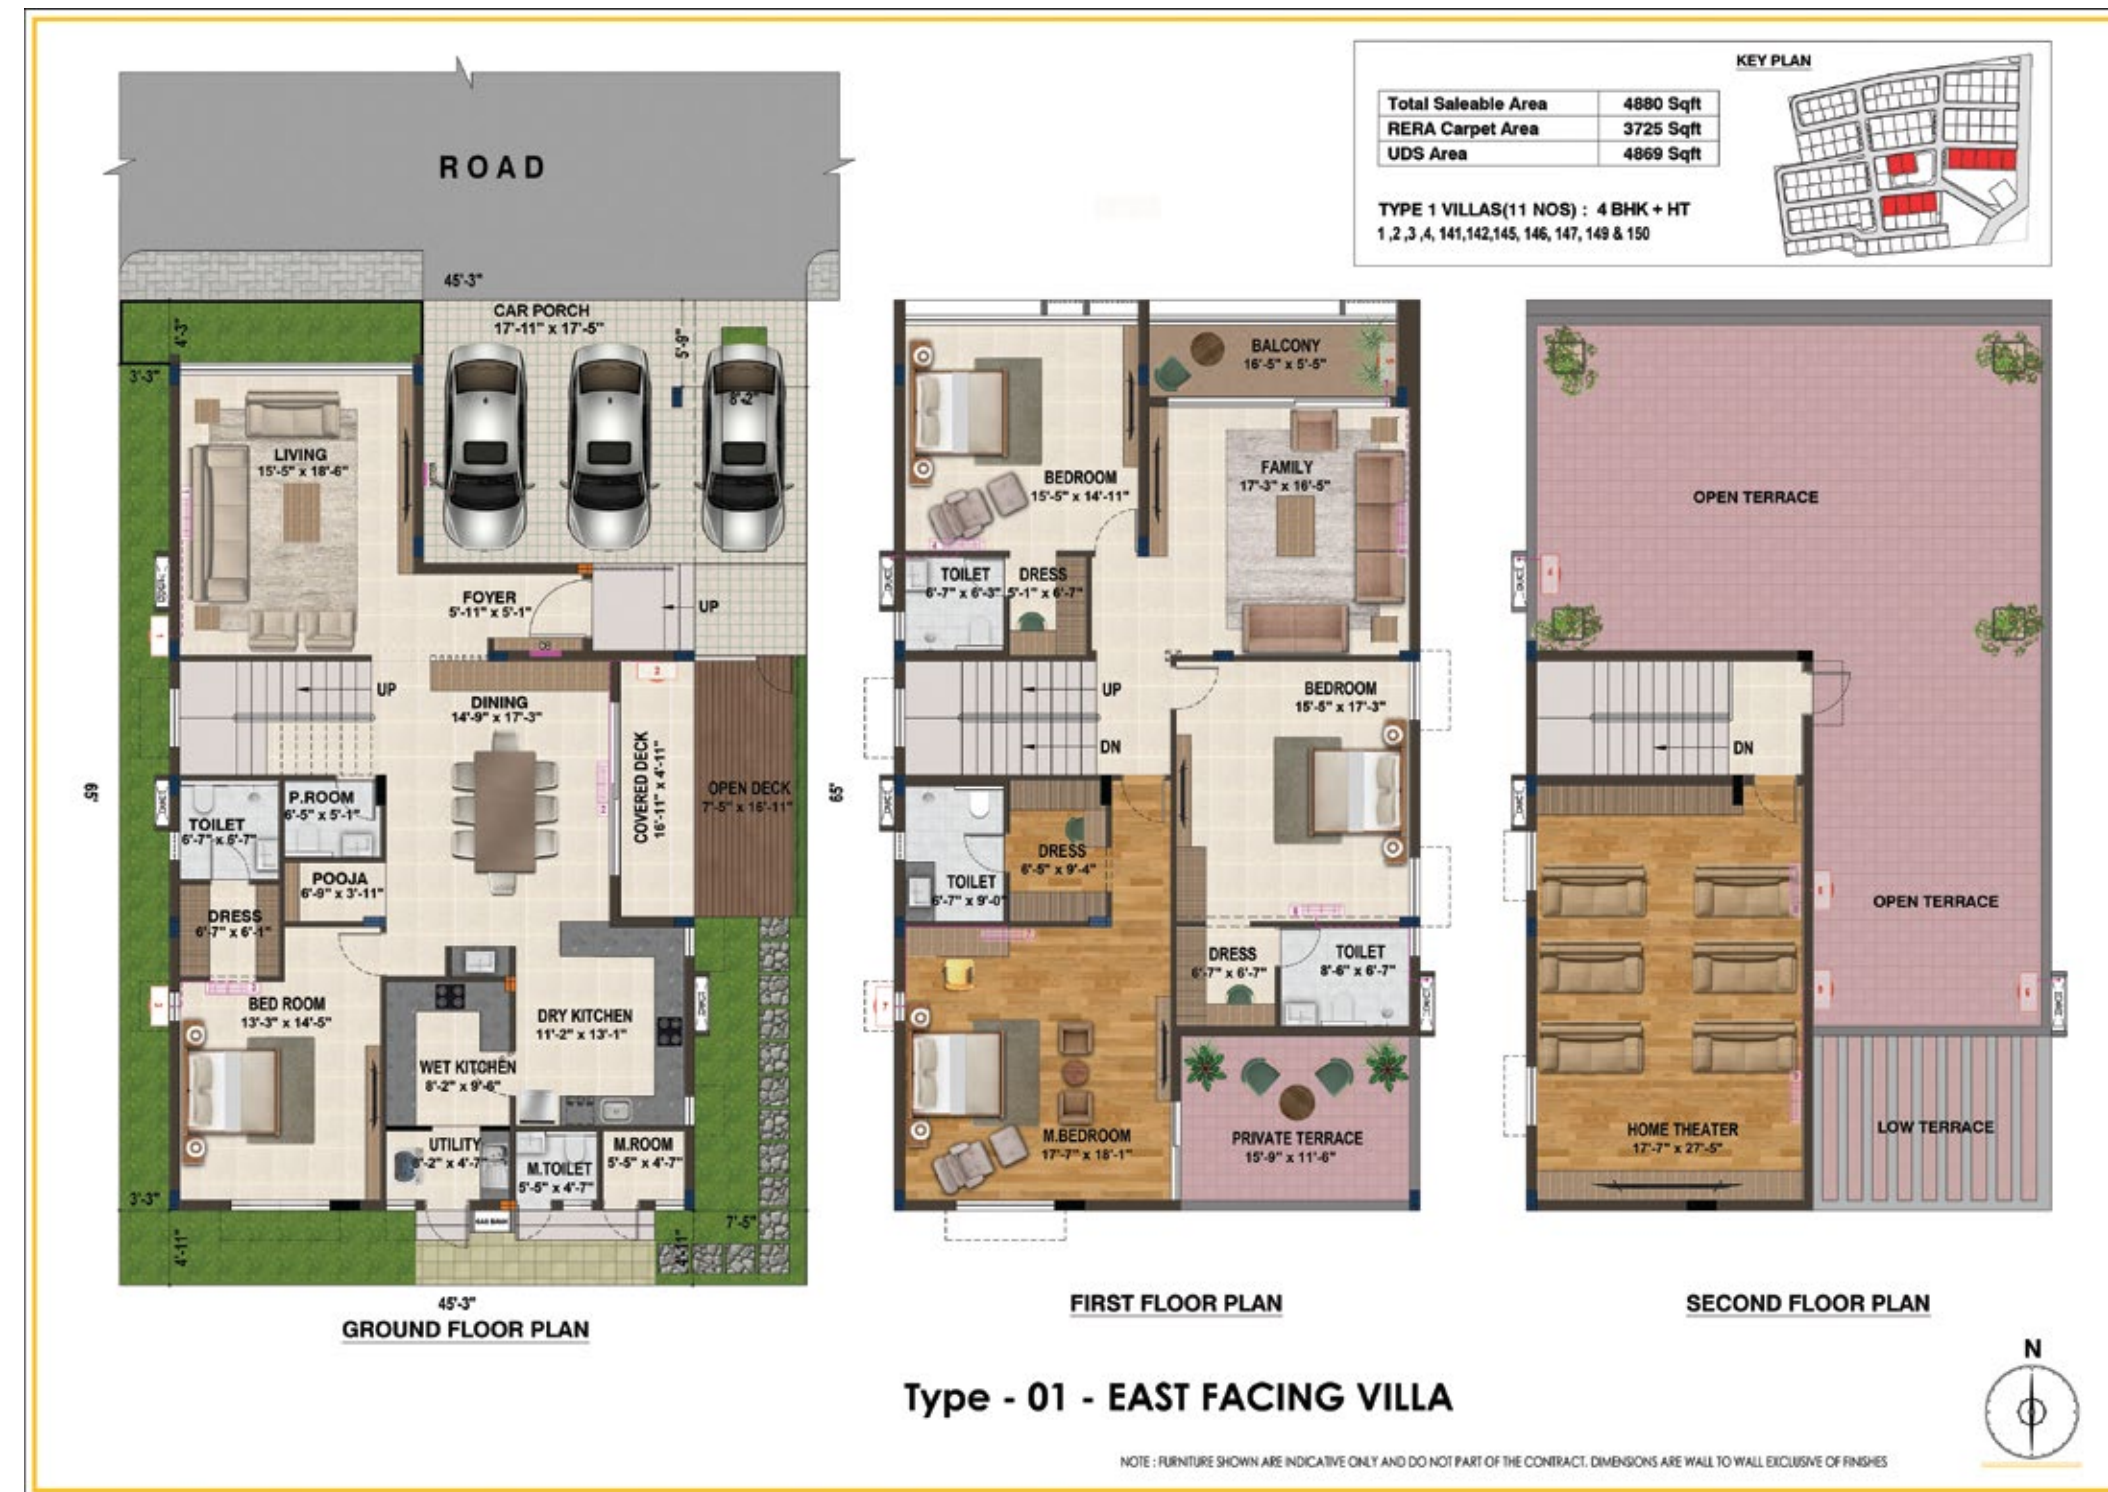 KEY PLAN
Total Saleable Area 4880 Sqft
RERA Carpet Area 3725 Sqft
UDS Area 4869 Sqft
TYPE 1 VILLAS(11 NOS) : 4 BHK + HT
1 ,2 ,3 ,4, 141,142,145, 146, 147, 149 & 150
ROAD
45'-3"
CAR PORCH
17'-11" x 17'-5"
4'-3"
5'-9"
3'-3"
8'-2"
LIVING
15'-5" x 18'-6"
FOYER
5'-11" x 5'-1"
UP
DB
UP
DINING
14'-9" x 17'-3"
COVERED DECK
16'-11" x 4'-11"
OPEN DECK
7'-5" x 16'-11"
65'
P.ROOM
6'-5" x 5'-1"
TOILET
POOJA
6'-9" x 3'-11"
DRESS
6'-7" x 6'-1"
BED ROOM
13'-3" x 14'-5"
DRY KITCHEN
11'-2" x 13'-1"
WET KITCHEN
8'-2" x 9'-6"
UTILITY
M.TOILET
5'-5" x 4'-7"
M.ROOM
5'-5" x 4'-7"
GAS BANK
3'-3"
7'-5"
4'-11"
4'-11"
45'-3"
GROUND FLOOR PLAN
BALCONY
16'-5" x 5'-5"
BEDROOM
15'-5" x 14'-11"
FAMILY
17'-3" x 16'-5"
TOILET
6'-7" x 6'-3"
DRESS
5'-1" x 6'-7"
UP
DN
BEDROOM
15'-5" x 17'-3"
65'
DRESS
6'-5" x 9'-4"
TOILET
6'-7" x 9'-0"
DRESS
6'-7" x 6'-7"
TOILET
8'-6" x 6'-7"
M.BEDROOM
17'-7" x 18'-1"
PRIVATE TERRACE
15'-9" x 11'-6"
FIRST FLOOR PLAN
OPEN TERRACE
DN
OPEN TERRACE
HOME THEATER
17'-7" x 27'-5"
LOW TERRACE
SECOND FLOOR PLAN
N
Type - 01 - EAST FACING VILLA
NOTE : FURNITURE SHOWN ARE INDICATIVE ONLY AND DO NOT PART OF THE CONTRACT. DIMENSIONS ARE WALL TO WALL EXCLUSIVE OF FINISHES